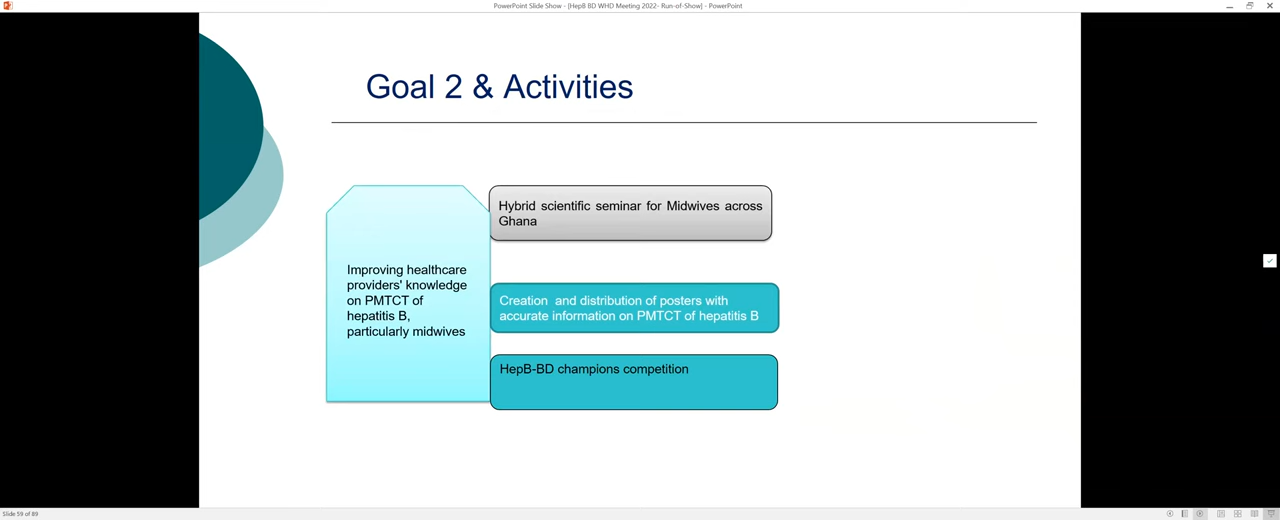 PowerPoint Slide Show - [HepB BD WHD Meeting 2022- Run-of-Show] - PowerPoint
Goal 2 & Activities
Improving healthcare
providers' knowledge
on PMTCT of
hepatitis B,
particularly midwives
Hybrid scientific seminar for Midwives across
Ghana
Creation and distribution of posters with
accurate information on PMTCT of hepatitis B
HepB-BD champions competition
Slide 59 of 89